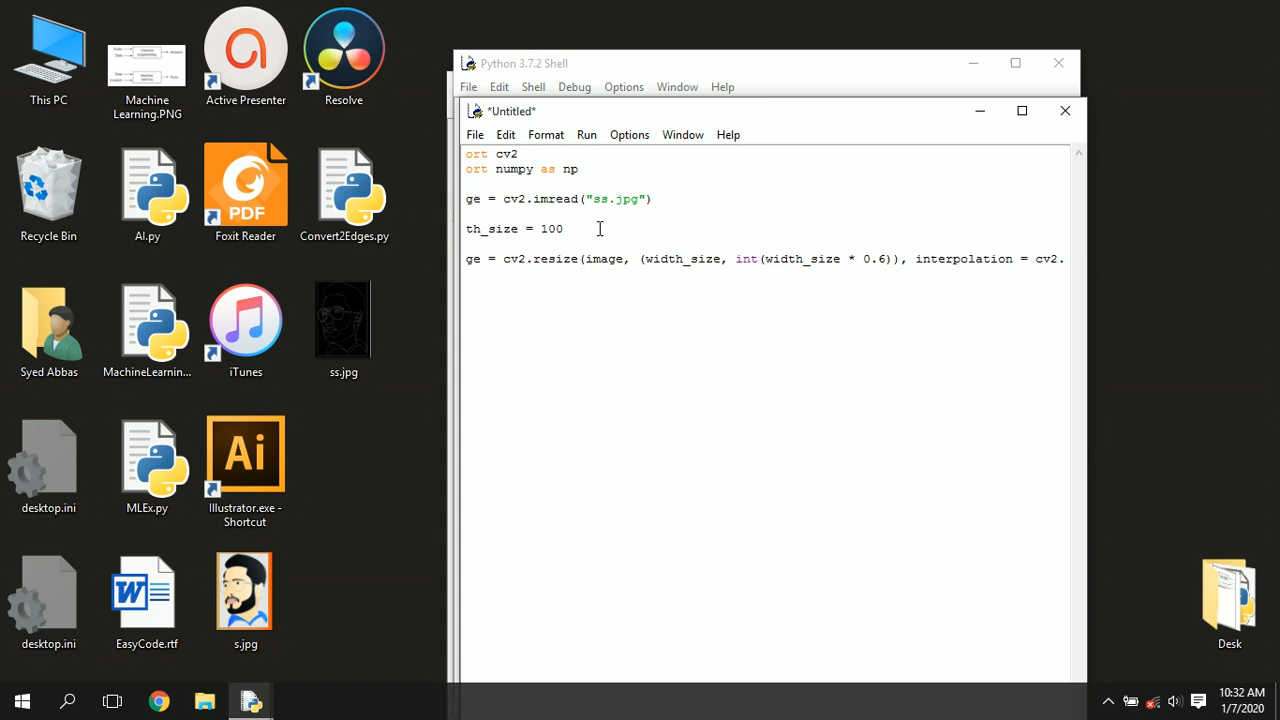 This PC
Machine Learning.PNG
Active Presenter
Resolve
Recycle Bin
AI.py
PDF
Foxit Reader
Convert2Edges.py
Syed Abbas
MachineLearnin...
iTunes
ss.jpg
desktop.ini
MLEx.py
Ai
Illustrator.exe - Shortcut
desktop.ini
W
EasyCode.rtf
s.jpg
Desk
Python 3.7.2 Shell
File Edit Shell Debug Options Window Help
*Untitled*
File Edit Format Run Options Window Help
ort cv2
ort numpy as np
ge = cv2.imread("ss.jpg")
th_size = 100
ge = cv2.resize(image, (width_size, int(width_size * 0.6)), interpolation = cv2.
10:32 AM
1/7/2020